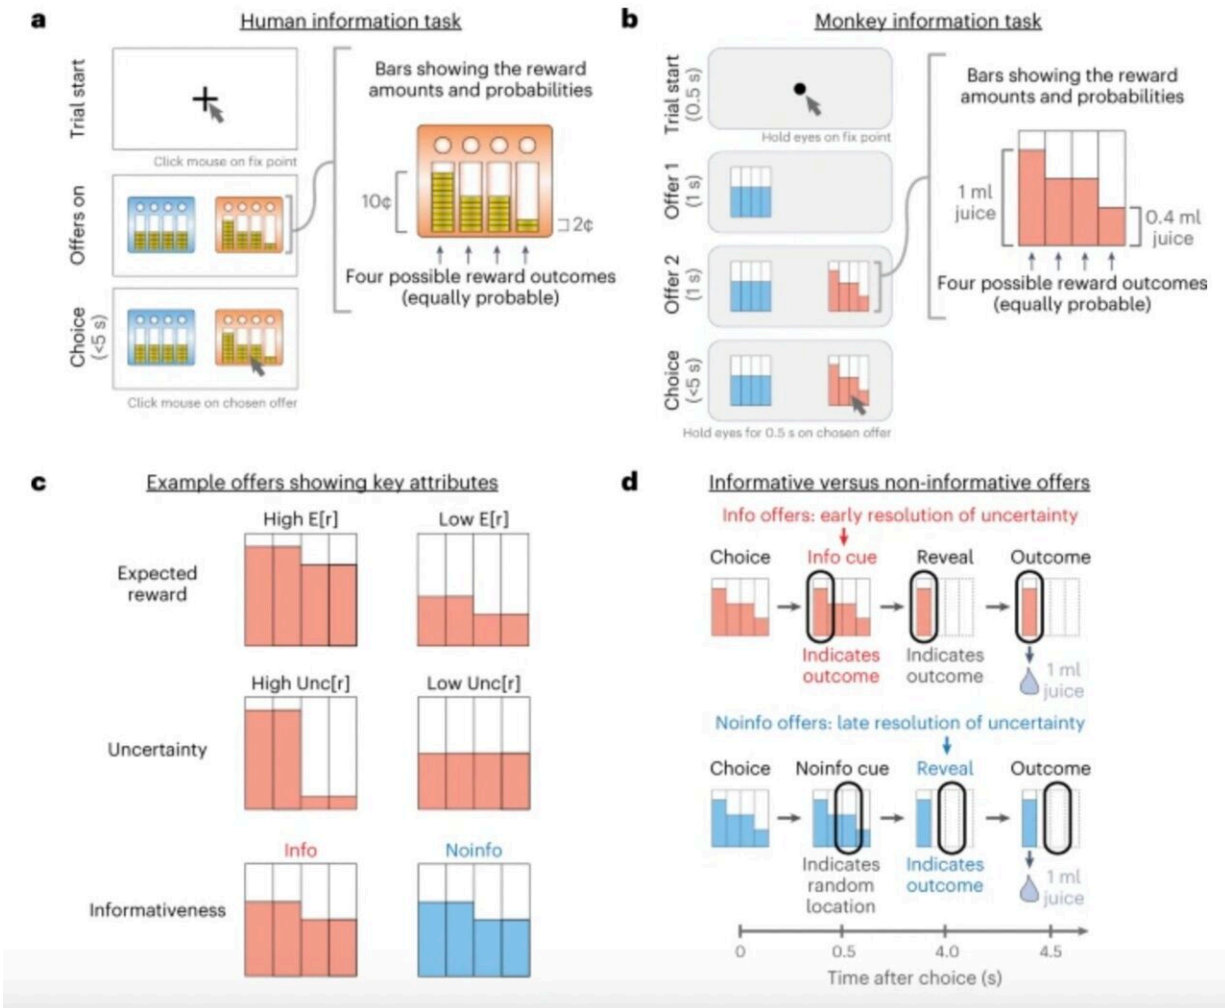 a
Human information task
Trial start
Click mouse on fix point
Offers on
Choice
(<5 s)
Click mouse on chosen offer
Bars showing the reward
amounts and probabilities
10¢
2¢
Four possible reward outcomes
(equally probable)
b
Monkey information task
Trial start
(0.5 s)
Hold eyes on fix point
Offer 1
(1 s)
Offer 2
(1 s)
Choice
(<5 s)
Hold eyes for 0.5 s on chosen offer
Bars showing the reward
amounts and probabilities
1 ml
juice
0.4 ml
juice
Four possible reward outcomes
(equally probable)
c
Example offers showing key attributes
High E[r]
Low E[r]
Expected
reward
High Unc[r]
Low Unc[r]
Uncertainty
Info
Noinfo
Informativeness
d
Informative versus non-informative offers
Info offers: early resolution of uncertainty
Choice
Info cue
Reveal
Outcome
Indicates
outcome
Indicates
outcome
1 ml
juice
Noinfo offers: late resolution of uncertainty
Choice
Noinfo cue
Reveal
Outcome
Indicates
random
location
Indicates
outcome
1 ml
juice
0
0.5
4.0
4.5
Time after choice (s)